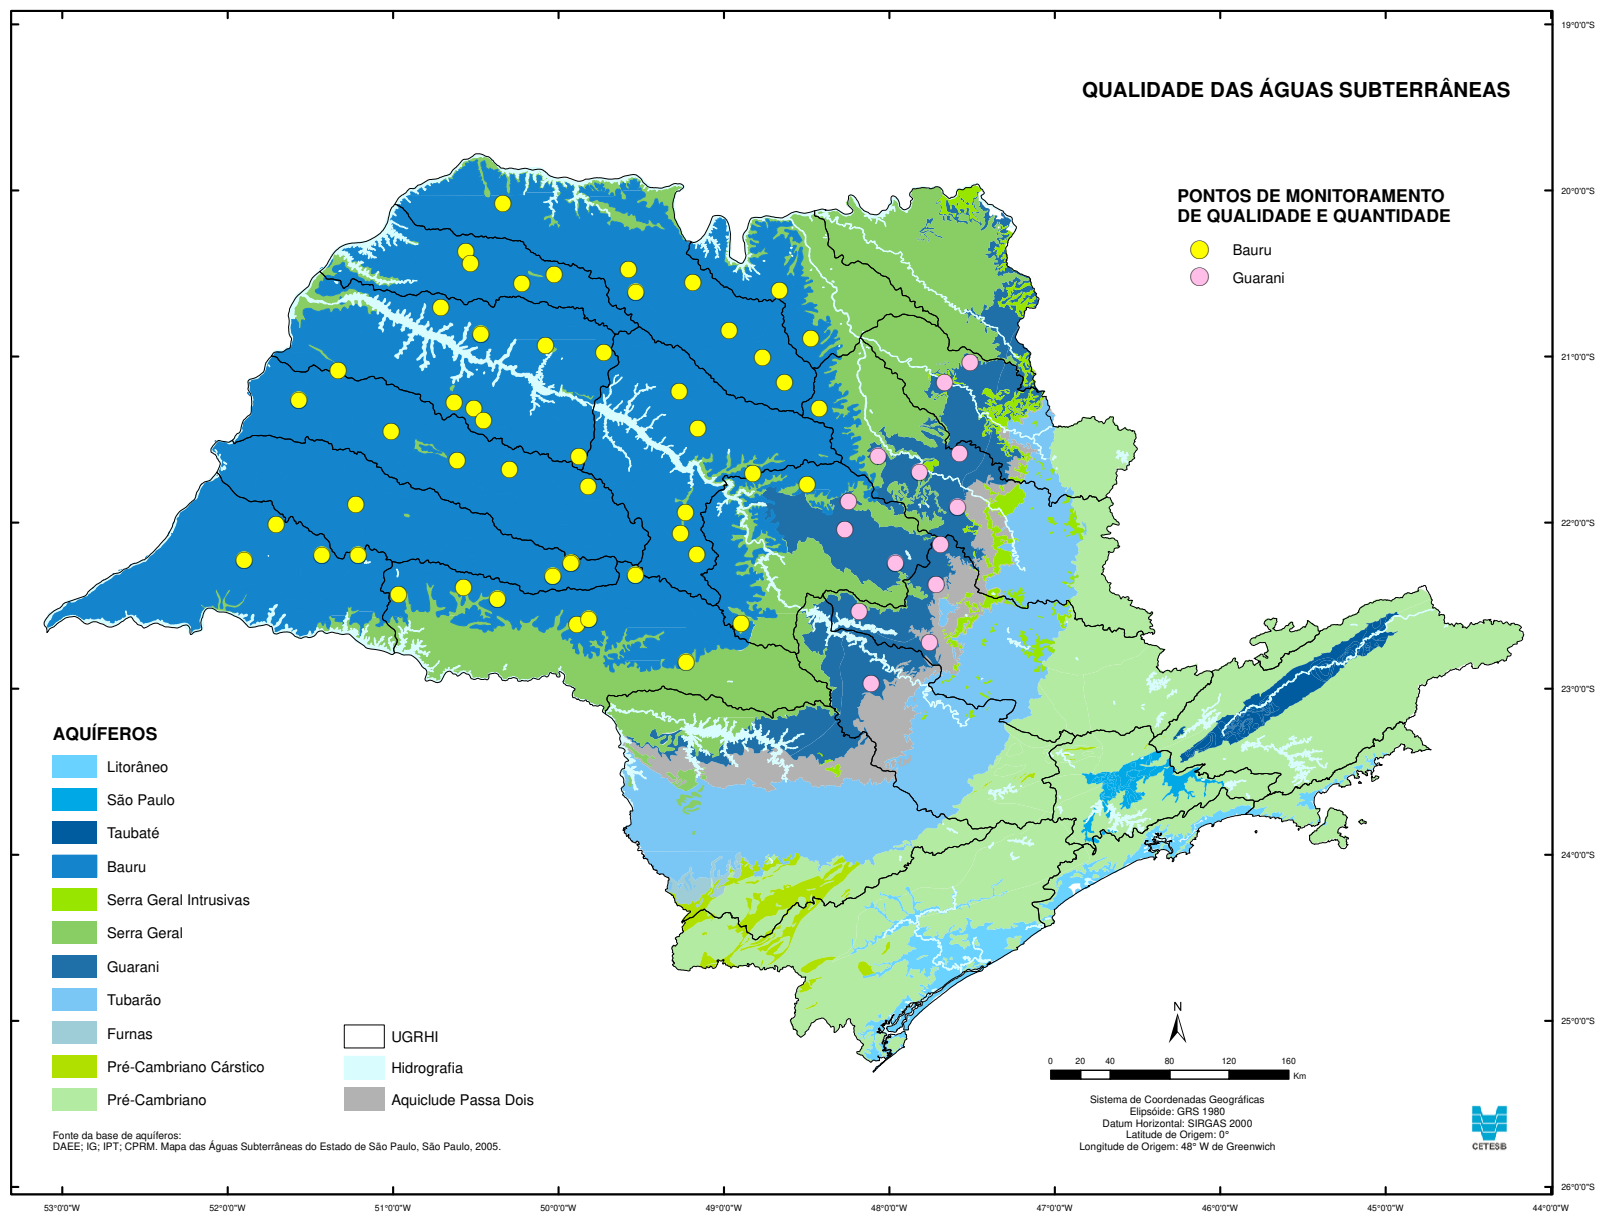 QUALIDADE DAS ÁGUAS SUBTERRÂNEAS
PONTOS DE MONITORAMENTO
DE QUALIDADE E QUANTIDADE
Bauru
Guarani
AQUÍFEROS
Litorâneo
São Paulo
Taubaté
Bauru
Serra Geral Intrusivas
Serra Geral
Guarani
Tubarão
Furnas
Pré-Cambriano Cárstico
Pré-Cambriano
UGRHI
Hidrografia
Aquiclude Passa Dois
Fonte da base de aquíferos:
DAEE; IG; IPT; CPRM. Mapa das Águas Subterrâneas do Estado de São Paulo, São Paulo, 2005.
N
0 20 40 80 120 160
Km
Sistema de Coordenadas Geográficas
Elipsóide: GRS 1980
Datum Horizontal: SIRGAS 2000
Latitude de Origem: 0°
Longitude de Origem: 48° W de Greenwich
CETESB
19°0'0"S
20°0'0"S
21°0'0"S
22°0'0"S
23°0'0"S
24°0'0"S
25°0'0"S
26°0'0"S
53°0'0"W 52°0'0"W 51°0'0"W 50°0'0"W 49°0'0"W 48°0'0"W 47°0'0"W 46°0'0"W 45°0'0"W 44°0'0"W